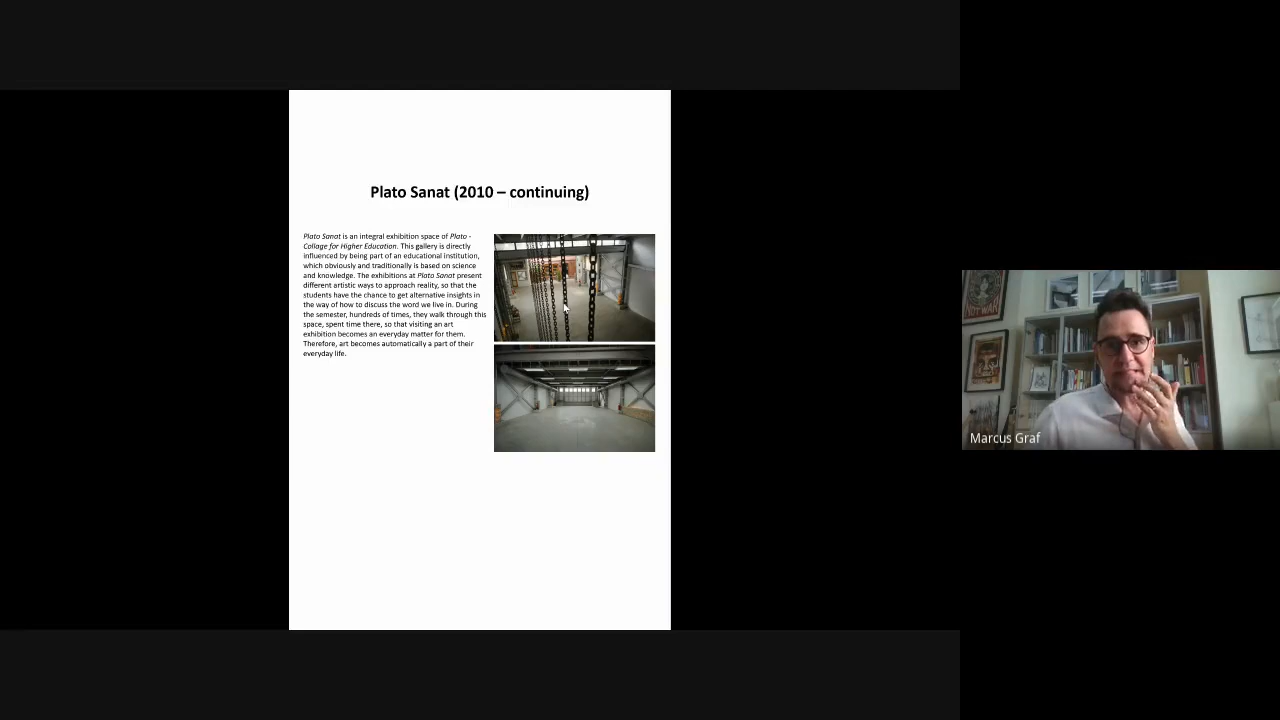 Plato Sanat (2010 – continuing)
Plato Sanat is an integral exhibition space of Plato -
Collage for Higher Education. This gallery is directly
influenced by being part of an educational institution,
which obviously and traditionally is based on science
and knowledge. The exhibitions at Plato Sanat present
different artistic ways to approach reality, so that the
students have the chance to get alternative insights in
the way of how to discuss the word we live in. During
the semester, hundreds of times, they walk through this
space, spent time there, so that visiting an art
exhibition becomes an everyday matter for them.
Therefore, art becomes automatically a part of their
everyday life.
NOT WAR
Marcus Graf